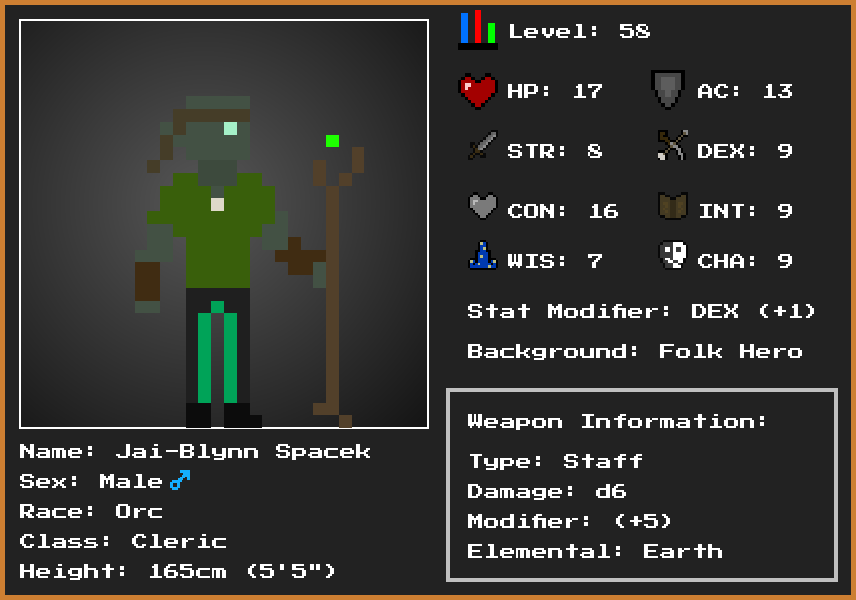 Level: 58
HP: 17 AC: 13
STR: 8 DEX: 9
CON: 16 INT: 9
WIS: 7 CHA: 9
Stat Modifier: DEX (+1)
Background: Folk Hero
Weapon Information:
Type: Staff
Damage: d6
Modifier: (+5)
Elemental: Earth
Name: Jai-Blynn Spacek
Sex: Male ♂
Race: Orc
Class: Cleric
Height: 165cm (5'5")